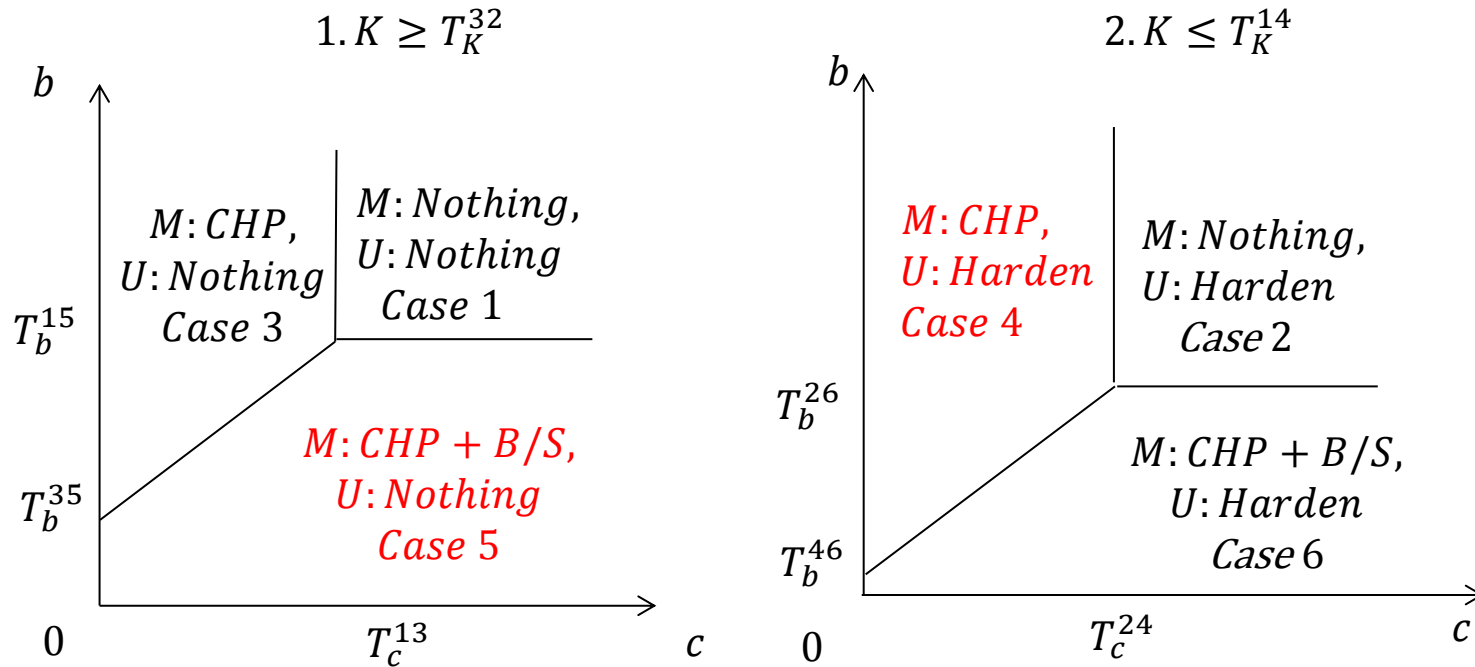 1. K ≥ T_K^{32}
b
M: CHP,
U: Nothing
Case 3
M: Nothing,
U: Nothing
Case 1
T_b^{15}
M: CHP + B/S,
U: Nothing
Case 5
T_b^{35}
0
T_c^{13}
c
2. K ≤ T_K^{14}
b
M: CHP,
U: Harden
Case 4
M: Nothing,
U: Harden
Case 2
T_b^{26}
M: CHP + B/S,
U: Harden
Case 6
T_b^{46}
0
T_c^{24}
c